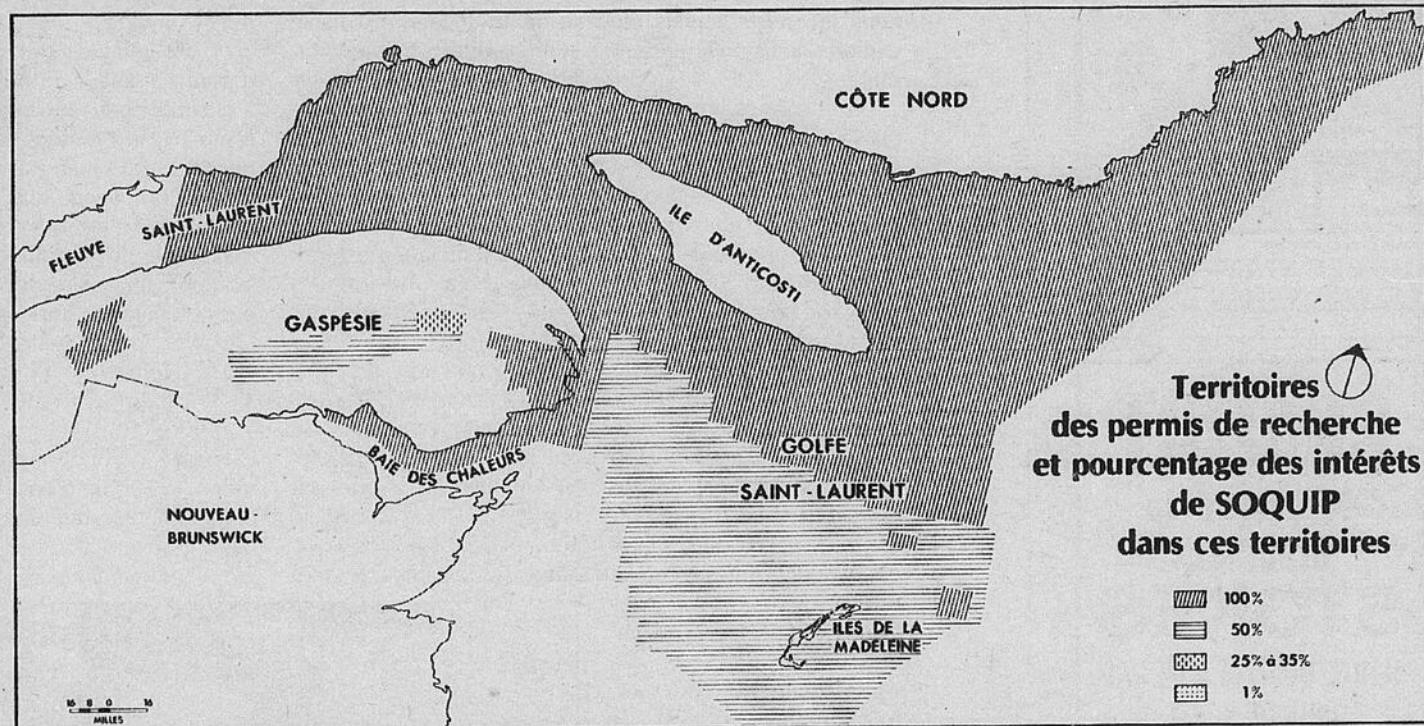 CÔTE NORD
FLEUVE SAINT-LAURENT
ILE
D'ANTICOSTI
GASPÉSIE
Territoires
des permis de recherche
et pourcentage des intérêts
de SOQUIP
dans ces territoires
BAIE DES CHALEURS
GOLFE
SAINT-LAURENT
NOUVEAU-
BRUNSWICK
ILES DE LA
MADELEINE
100%
50%
25% à 35%
1%
16 8 0 16
MILLES